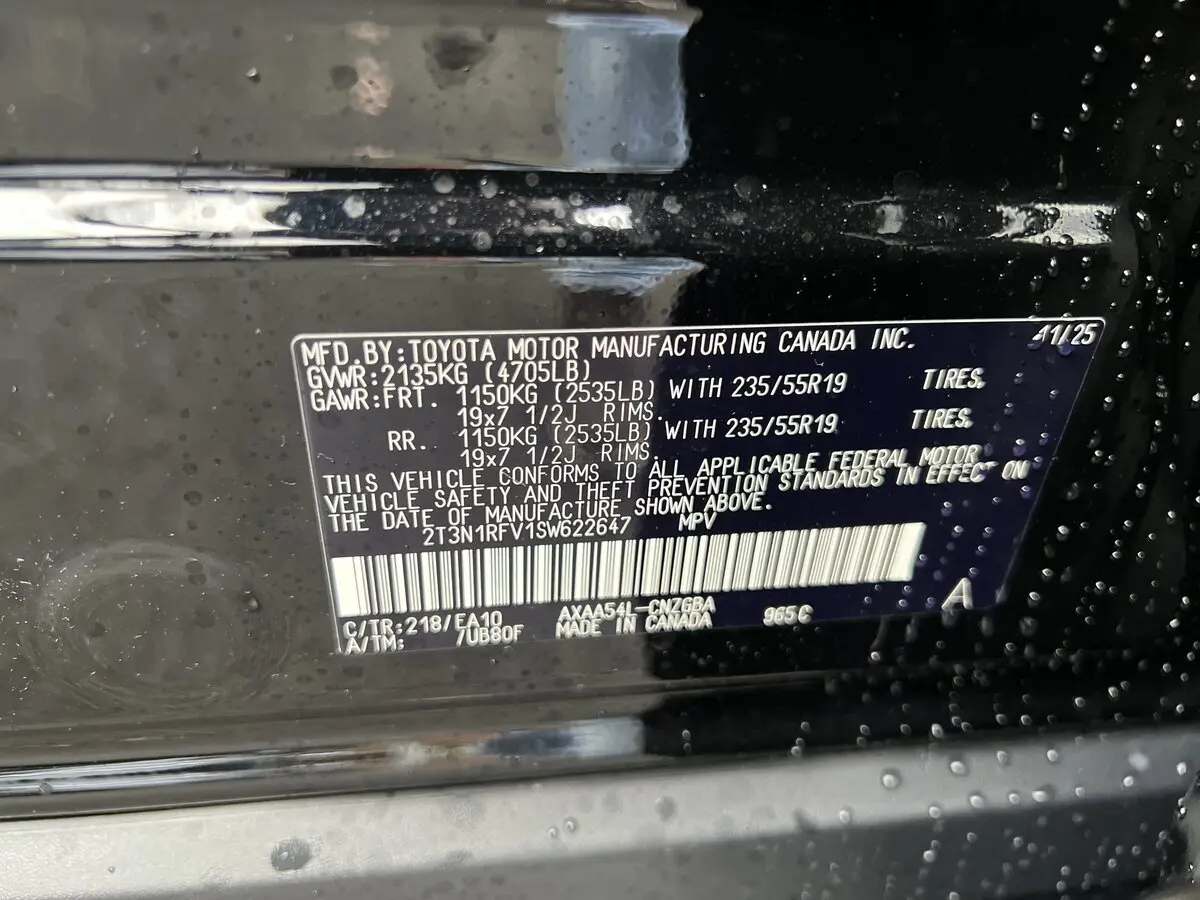 MFD.BY:TOYOTA MOTOR MANUFACTURING CANADA INC. 11/25
GVWR:2135KG (4705LB)
GAWR:FRT. 1150KG (2535LB) WITH 235/55R19 TIRES.
19x7 1/2J RIMS.
RR. 1150KG (2535LB) WITH 235/55R19 TIRES.
19x7 1/2J RIMS.
THIS VEHICLE CONFORMS TO ALL APPLICABLE FEDERAL MOTOR
VEHICLE SAFETY AND THEFT PREVENTION STANDARDS IN EFFECT ON
THE DATE OF MANUFACTURE SHOWN ABOVE.
2T3N1RFV1SW622647 MPV
A
C/TR:218/EA10 AXAA54L-CNZGBA 965C
A/TM: /UB80F MADE IN CANADA